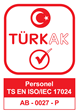 TÜRKAK
Personel
TS EN ISO/IEC 17024
AB - 0027 - P